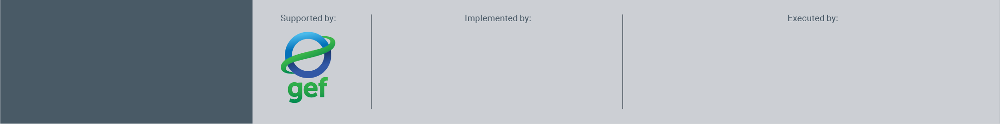 Supported by:
Implemented by:
Executed by:
gef